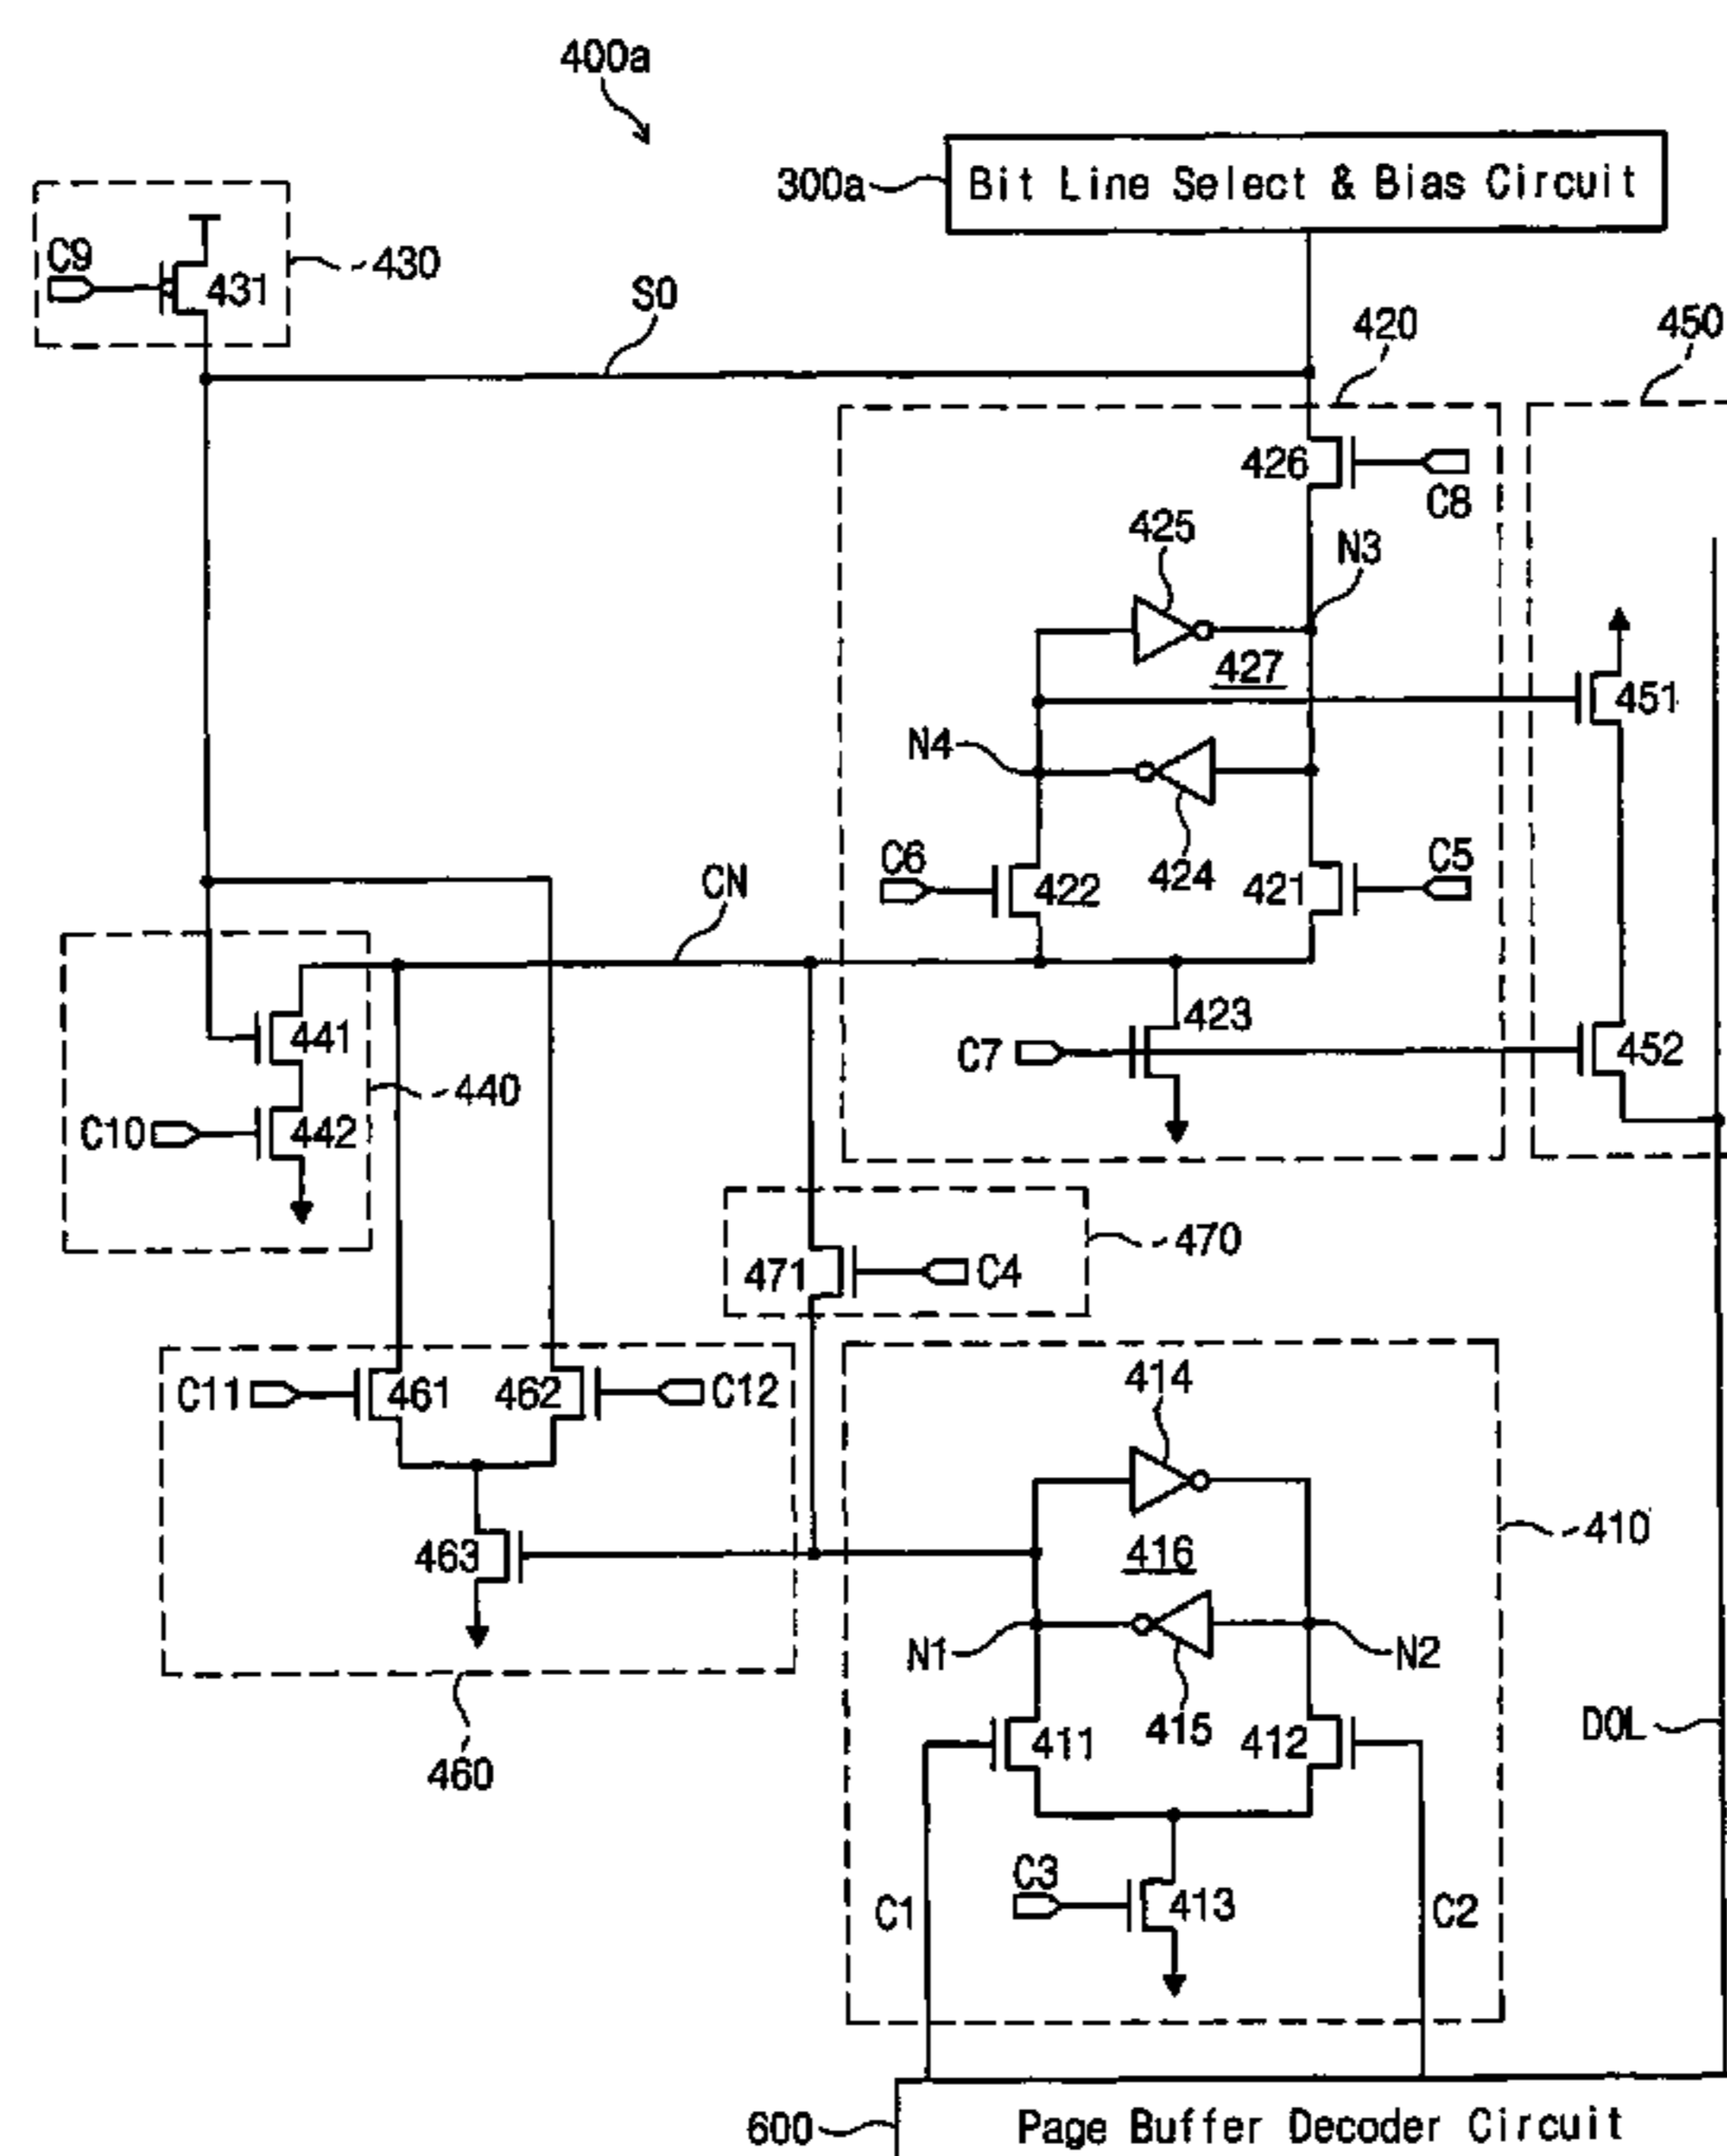 400a
300a
Bit Line Select & Bias Circuit
C9
431
430
S0
420
450
426
C8
425
N3
427
451
N4
C6
422
424
421
C5
CN
423
441
C7
452
440
C10
442
470
471
C4
C11
461
462
C12
414
463
416
410
N1
N2
411
415
412
DOL
460
C3
413
C1
C2
600
Page Buffer Decoder Circuit